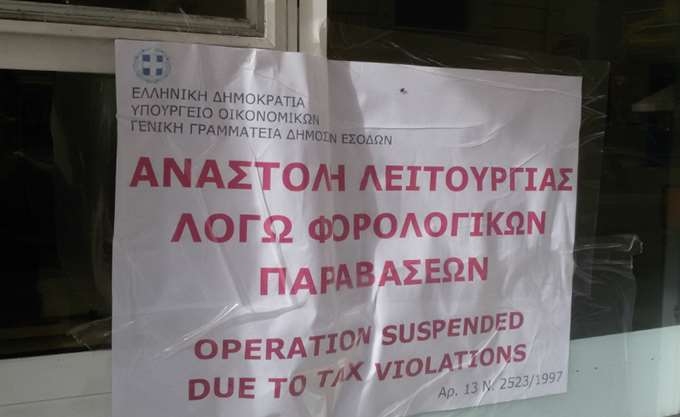 ΕΛΛΗΝΙΚΗ ΔΗΜΟΚΡΑΤΙΑ
ΥΠΟΥΡΓΕΙΟ ΟΙΚΟΝΟΜΙΚΩΝ
ΓΕΝΙΚΗ ΓΡΑΜΜΑΤΕΙΑ ΔΗΜΟΣΙΩΝ ΕΣΟΔΩΝ
ΑΝΑΣΤΟΛΗ ΛΕΙΤΟΥΡΓΙΑΣ
ΛΟΓΩ ΦΟΡΟΛΟΓΙΚΩΝ
ΠΑΡΑΒΑΣΕΩΝ
OPERATION SUSPENDED
DUE TO TAX VIOLATIONS
Αρ. 13 Ν. 2523/1997